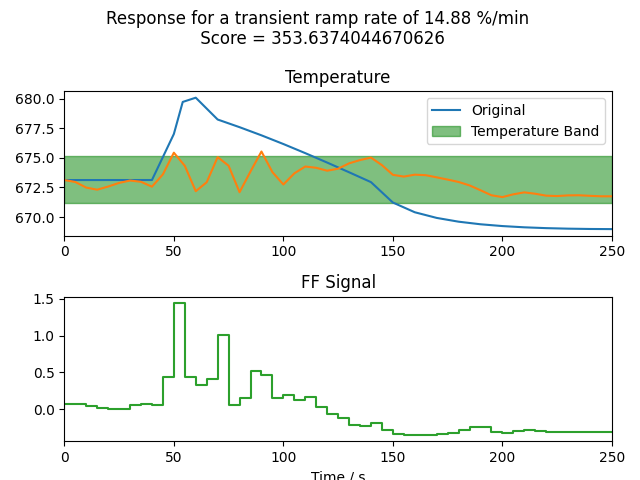 Response for a transient ramp rate of 14.88 %/min
Score = 353.6374044670626
Temperature
680.0
677.5
675.0
672.5
670.0
Original
Temperature Band
0 50 100 150 200 250
FF Signal
1.5
1.0
0.5
0.0
0 50 100 150 200 250
Time / s